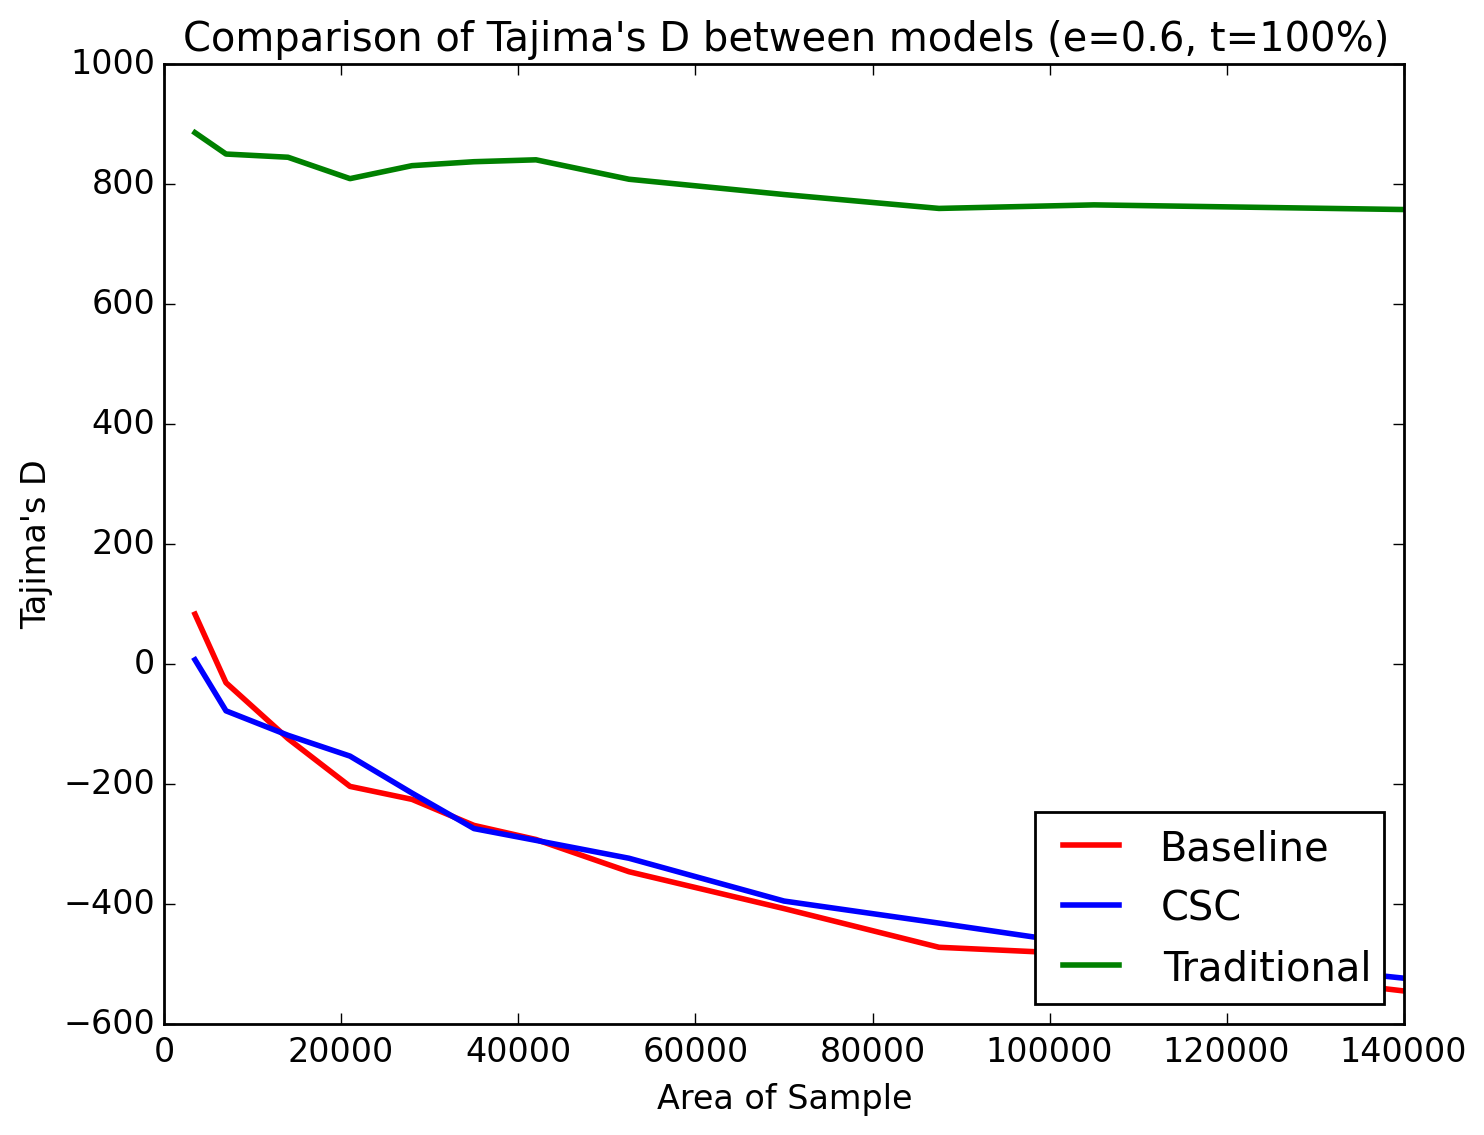 Comparison of Tajima's D between models (e=0.6, t=100%)
1000
800
600
400
200
0
−200
−400
−600
Tajima's D
Baseline
CSC
Traditional
0 20000 40000 60000 80000 100000 120000 140000
Area of Sample